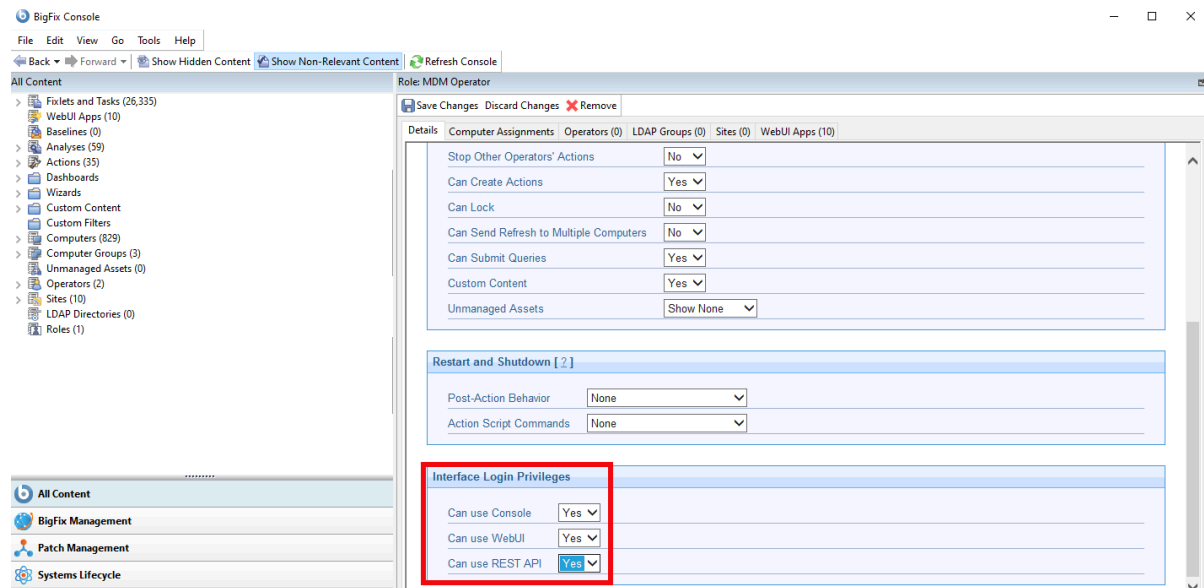 BigFix Console
File Edit View Go Tools Help
Back Forward Show Hidden Content Show Non-Relevant Content Refresh Console
All Content
Fixlets and Tasks (26,335)
WebUI Apps (10)
Baselines (0)
Analyses (59)
Actions (35)
Dashboards
Wizards
Custom Content
Custom Filters
Computers (829)
Computer Groups (3)
Unmanaged Assets (0)
Operators (2)
Sites (10)
LDAP Directories (0)
Roles (1)
All Content
BigFix Management
Patch Management
Systems Lifecycle
Role: MDM Operator
Save Changes Discard Changes Remove
Details Computer Assignments Operators (0) LDAP Groups (0) Sites (0) WebUI Apps (10)
Stop Other Operators' Actions No
Can Create Actions Yes
Can Lock No
Can Send Refresh to Multiple Computers No
Can Submit Queries Yes
Custom Content Yes
Unmanaged Assets Show None
Restart and Shutdown [ ? ]
Post-Action Behavior None
Action Script Commands None
Interface Login Privileges
Can use Console Yes
Can use WebUI Yes
Can use REST API Yes